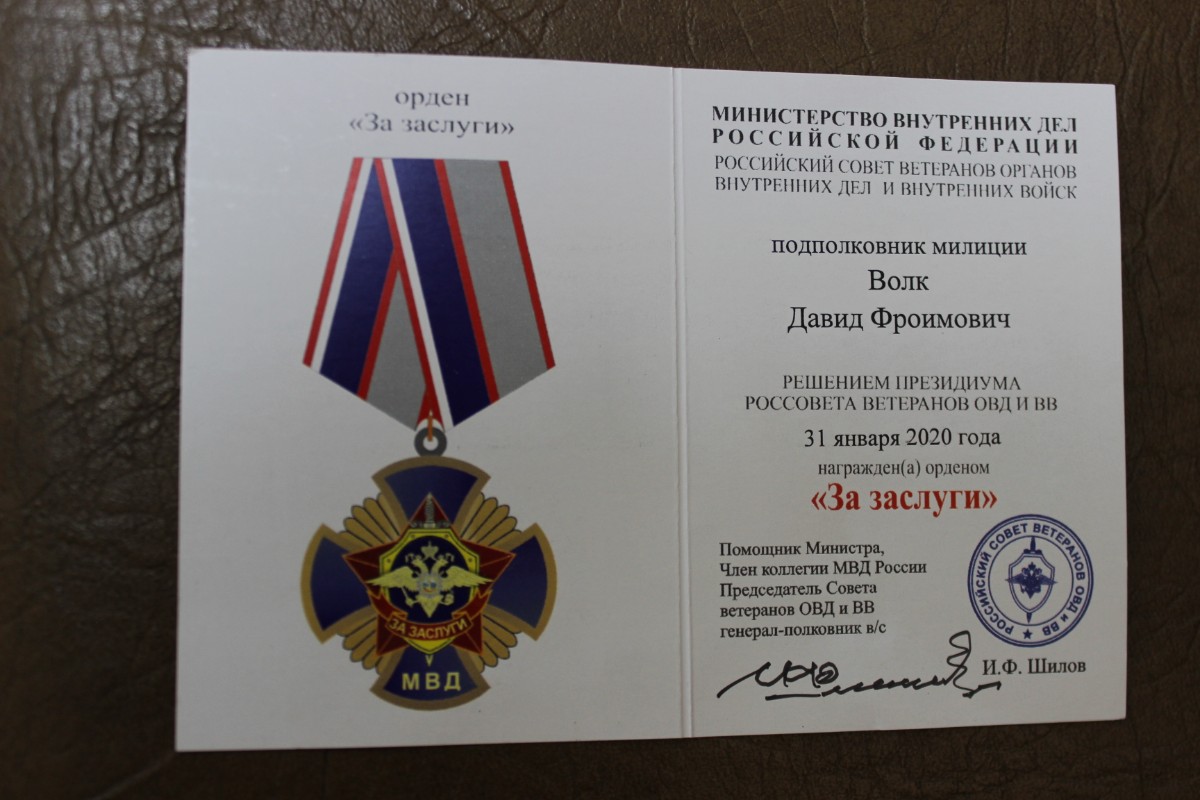 орден
«За заслуги»
ЗА ЗАСЛУГИ
МВД
МИНИСТЕРСТВО ВНУТРЕННИХ ДЕЛ
РОССИЙСКОЙ ФЕДЕРАЦИИ
РОССИЙСКИЙ СОВЕТ ВЕТЕРАНОВ ОРГАНОВ
ВНУТРЕННИХ ДЕЛ И ВНУТРЕННИХ ВОЙСК
подполковник милиции
Волк
Давид Фроимович
РЕШЕНИЕМ ПРЕЗИДИУМА
РОССОВЕТА ВЕТЕРАНОВ ОВД И ВВ
31 января 2020 года
награжден(а) орденом
«За заслуги»
Помощник Министра,
Член коллегии МВД России
Председатель Совета
ветеранов ОВД и ВВ
генерал-полковник в/с
РОССИЙСКИЙ СОВЕТ ВЕТЕРАНОВ ОВД и ВВ
И.Ф. Шилов